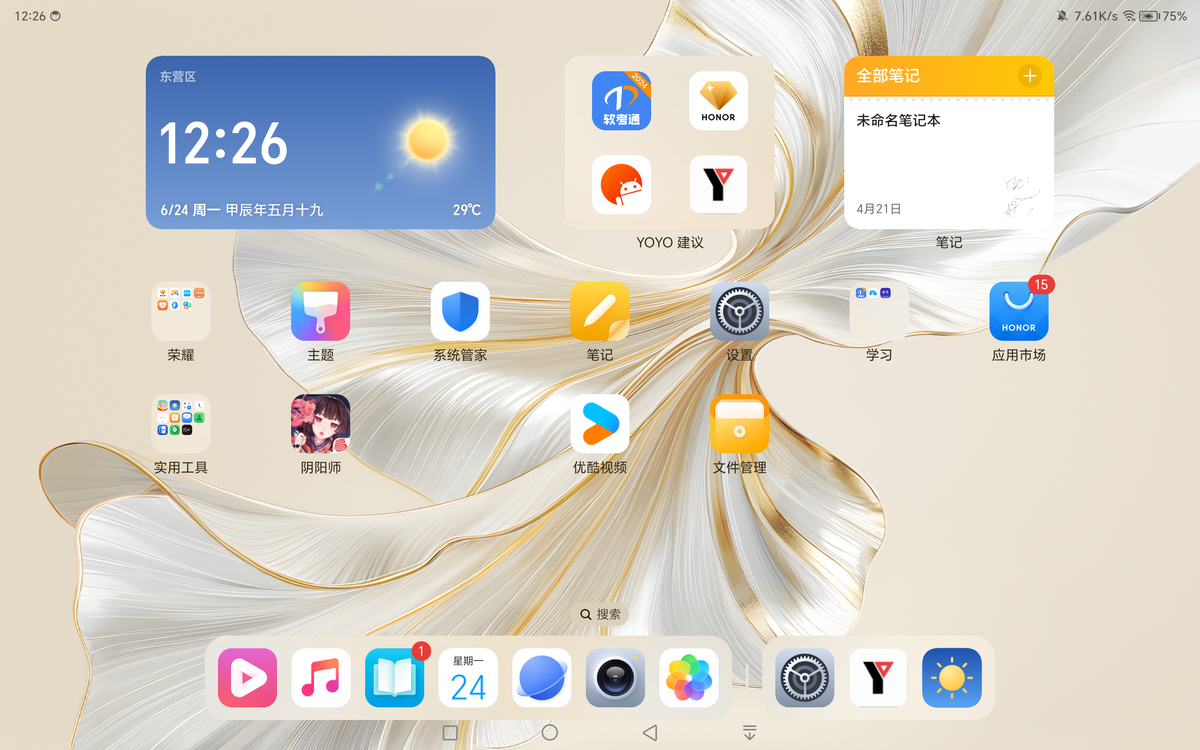 12:26
7.61K/s 75%
东营区
12:26
6/24 周一 甲辰年五月十九
29℃
2024
软考通
HONOR
YOYO 建议
全部笔记
未命名笔记本
4月21日
笔记
荣耀
主题
系统管家
笔记
设置
学习
15
HONOR
应用市场
实用工具
阴阳师
优酷视频
文件管理
搜索
1
星期一
24